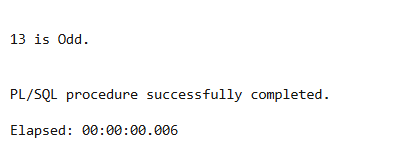 13 is Odd.
PL/SQL procedure successfully completed.
Elapsed: 00:00:00.006